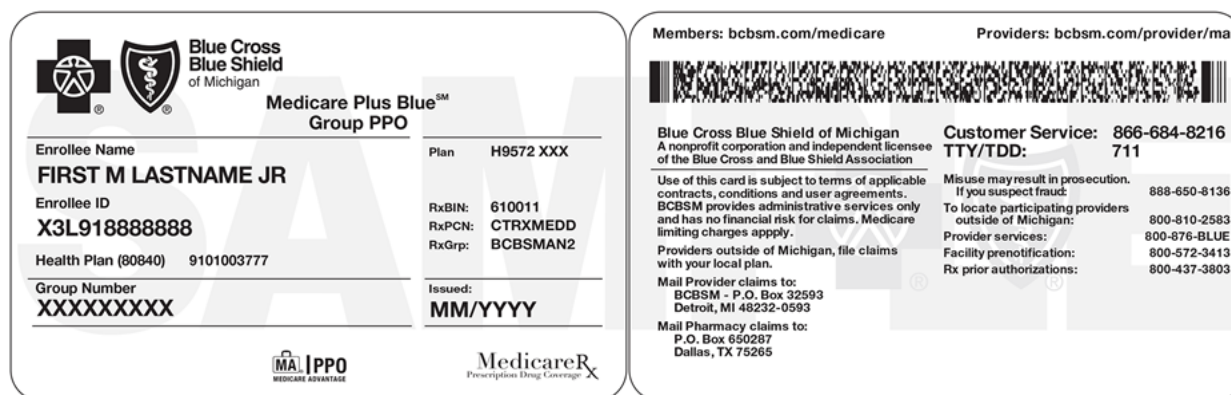 Blue Cross
Blue Shield
of Michigan
Medicare Plus Blue℠
Group PPO
Enrollee Name
FIRST M LASTNAME JR
Enrollee ID
X3L918888888
Health Plan (80840) 9101003777
Group Number
XXXXXXXXX
Plan H9572 XXX
RxBIN: 610011
RxPCN: CTRXMEDD
RxGrp: BCBSMAN2
Issued:
MM/YYYY
MA PPO
MEDICARE ADVANTAGE
MedicareRx
Prescription Drug Coverage
Members: bcbsm.com/medicare Providers: bcbsm.com/provider/ma
Blue Cross Blue Shield of Michigan
A nonprofit corporation and independent licensee
of the Blue Cross and Blue Shield Association
Use of this card is subject to terms of applicable
contracts, conditions and user agreements.
BCBSM provides administrative services only
and has no financial risk for claims. Medicare
limiting charges appply.
Providers outside of Michigan, file claims
with your local plan.
Mail Provider claims to:
BCBSM - P.O. Box 32593
Detroit, MI 48232-0593
Mail Pharmacy claims to:
P.O. Box 650287
Dallas, TX 75265
Customer Service: 866-684-8216
TTY/TDD: 711
Misuse may result in prosecution.
If you suspect fraud: 888-650-8136
To locate participating providers
outside of Michigan: 800-810-2583
Provider services: 800-876-BLUE
Facility prenotification: 800-572-3413
Rx prior authorizations: 800-437-3803